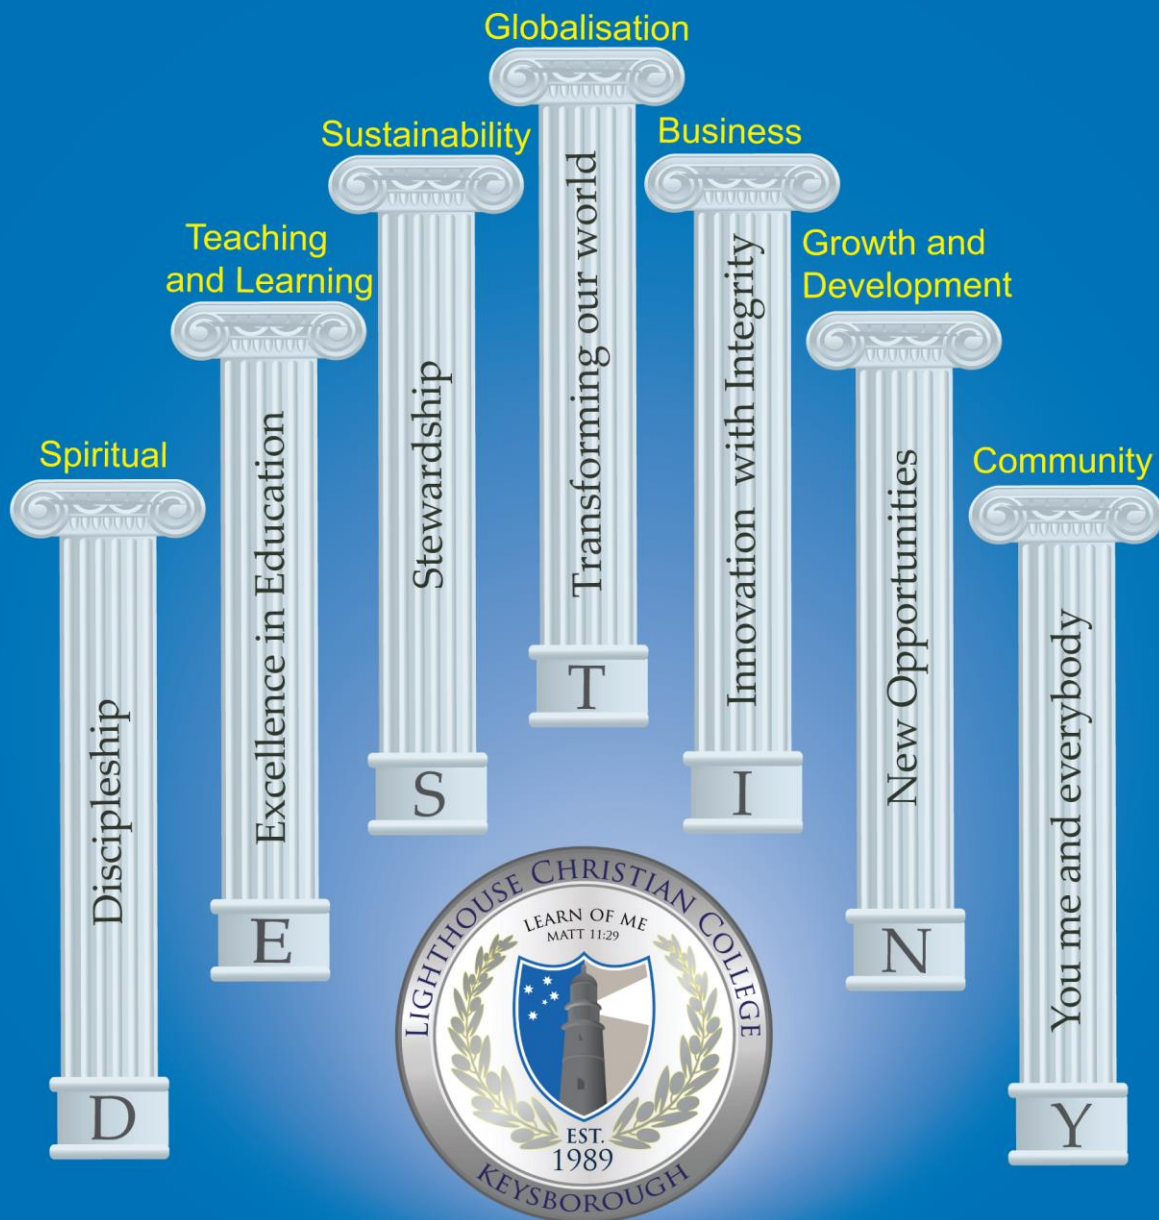 Spiritual
Discipleship
D
Teaching
and Learning
Excellence in Education
E
Sustainability
Stewardship
S
Globalisation
Transforming our world
T
Business
Innovation with Integrity
I
Growth and
Development
New Opportunities
N
Community
You me and everybody
Y
LIGHTHOUSE CHRISTIAN COLLEGE
LEARN OF ME
MATT 11:29
EST.
1989
KEYSBOROUGH